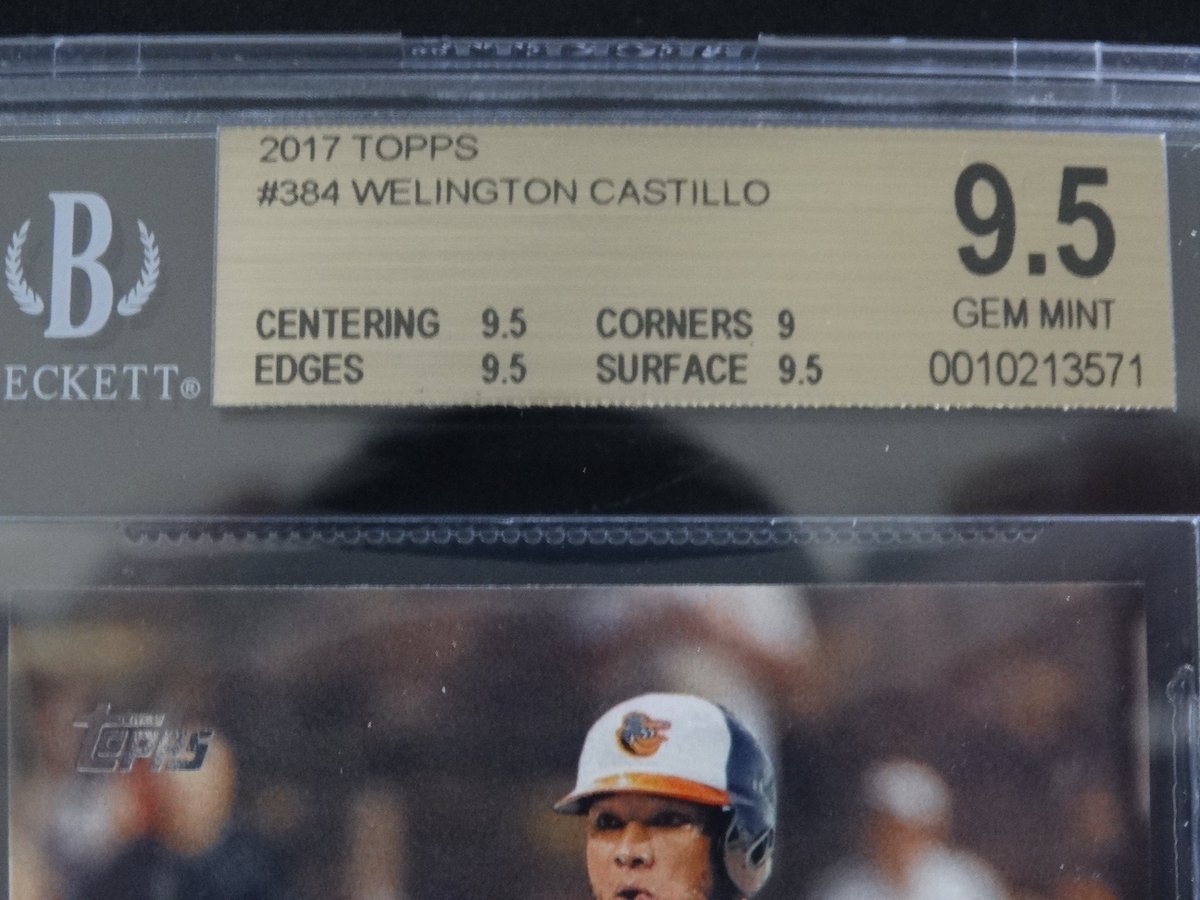 2017 TOPPS
#384 WELINGTON CASTILLO
9.5
GEM MINT
0010213571
CENTERING 9.5 CORNERS 9
EDGES 9.5 SURFACE 9.5
B
ECKETT®
TOPPS